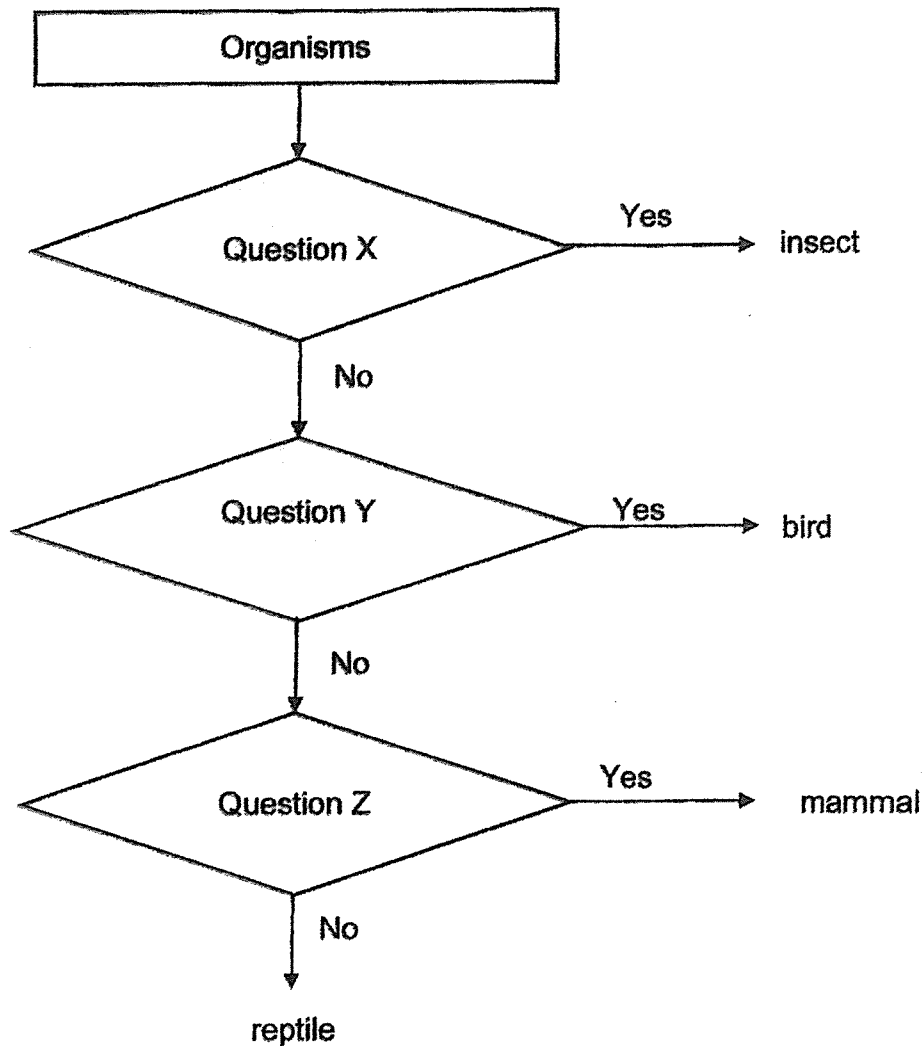 Organisms
Question X
Yes
insect
No
Question Y
Yes
bird
No
Question Z
Yes
mammal
No
reptile